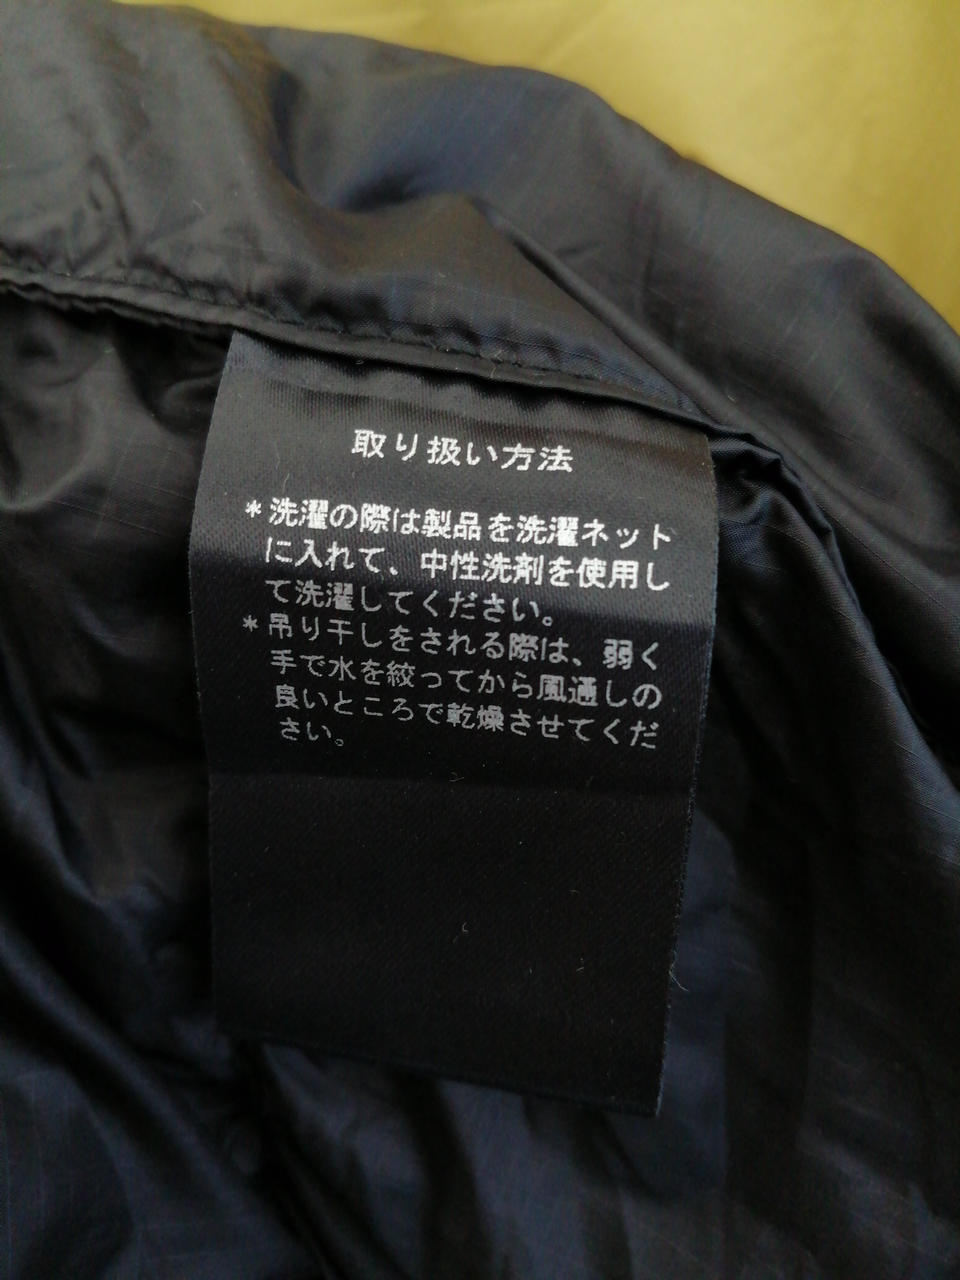 取り扱い方法
*洗濯の際は製品を洗濯ネット
に入れて、中性洗剤を使用し
て洗濯してください。
*吊り干しをされる際は、弱く
手で水を絞ってから風通しの
良いところで乾燥させてくだ
さい。